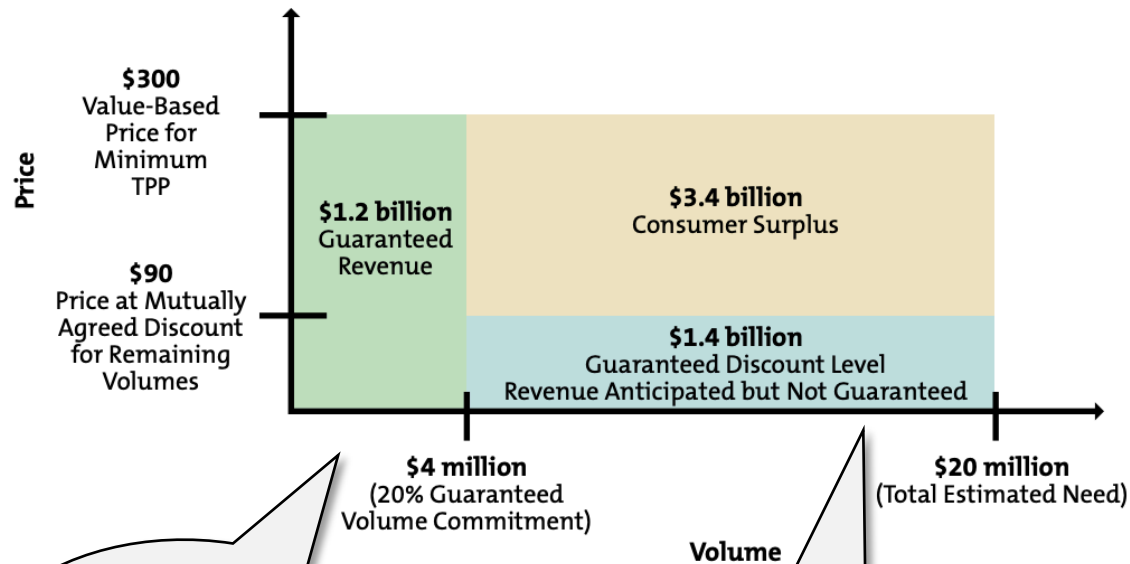 $300
Value-Based
Price for
Minimum
TPP
Price
$90
Price at Mutually
Agreed Discount
for Remaining
Volumes
$1.2 billion
Guaranteed
Revenue
$3.4 billion
Consumer Surplus
$1.4 billion
Guaranteed Discount Level
Revenue Anticipated but Not Guaranteed
$4 million
(20% Guaranteed
Volume Commitment)
$20 million
(Total Estimated Need)
Volume